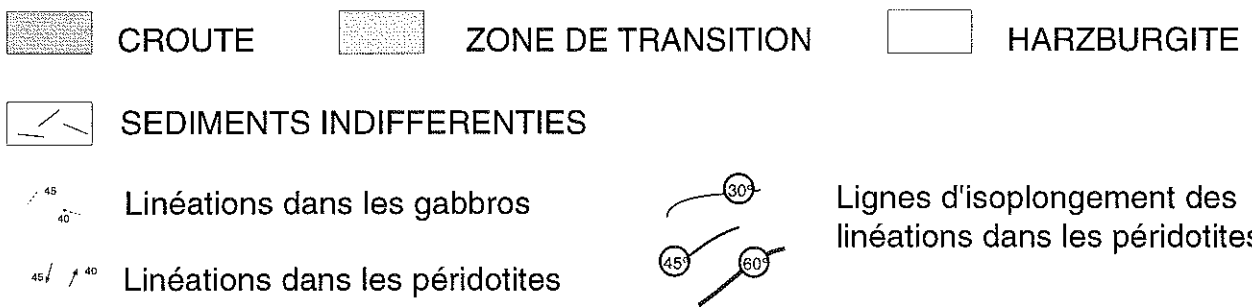 CROUTE ZONE DE TRANSITION HARZBURGITE
SEDIMENTS INDIFFERENTIES
45
40
Linéations dans les gabbros
30°
Lignes d'isoplongement des
linéations dans les péridotites
45 40
Linéations dans les péridotites
45° 60°